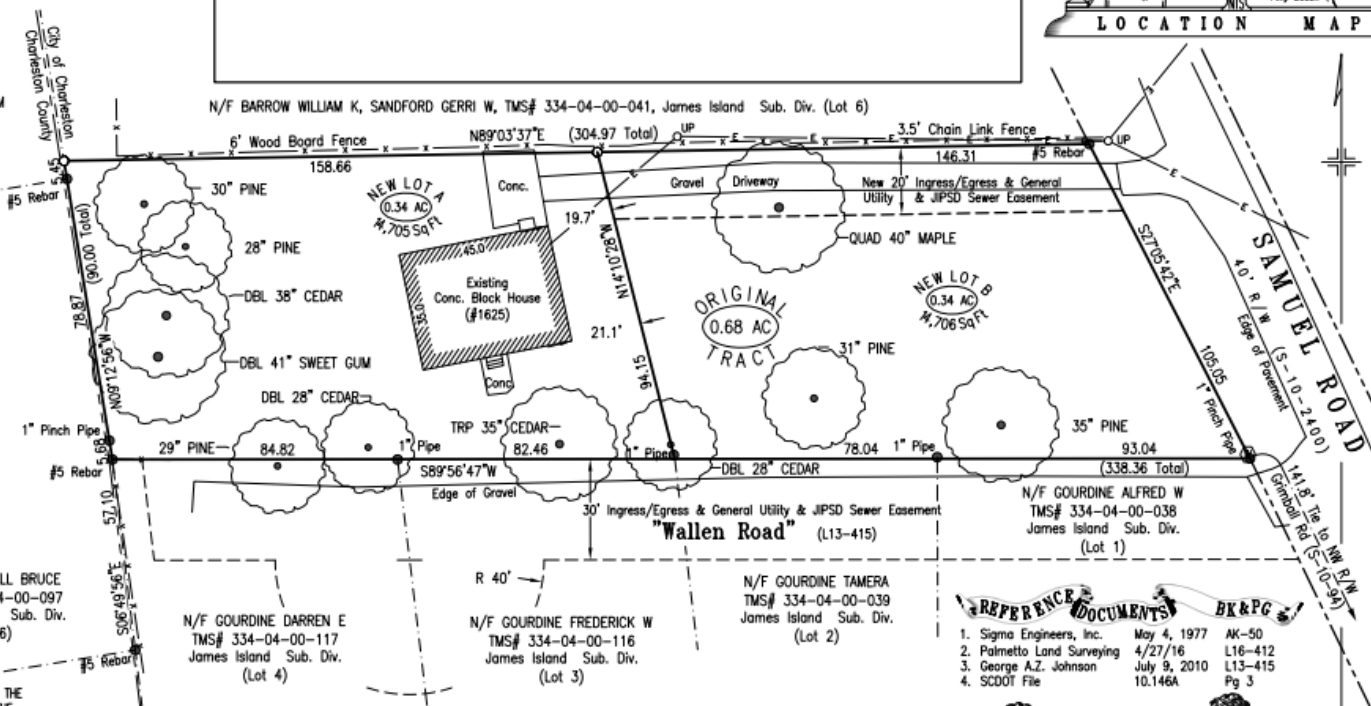 LOCATION MAP
City of Charleston
Charleston County
N/F BARROW WILLIAM K, SANDFORD GERRI W, TMS# 334-04-00-041, James Island Sub. Div. (Lot 6)
6' Wood Board Fence
N89°03'37"E
(304.97 Total)
UP
3.5' Chain Link Fence
UP
158.66
146.31
#5 Rebar
5.45
#5 Rebar
30" PINE
NEW LOT A
0.34 AC
14,705 Sq Ft
Conc.
Gravel Driveway
New 20' Ingress/Egress & General
Utility & JIPSD Sewer Easement
19.7'
28" PINE
QUAD 40" MAPLE
(90.00 Total)
78.87
N09°12'56"W
45.0
35.0
Existing
Conc. Block House
(#1625)
N14°10'28"W
94.15
21.1'
DBL 38" CEDAR
ORIGINAL
0.68 AC
TRACT
NEW LOT B
0.34 AC
14,706 Sq Ft
S27°05'42"E
105.05
SAMUEL ROAD
40' R/W (S-10-2400)
Edge of Pavement
31" PINE
DBL 41" SWEET GUM
Conc.
DBL 28" CEDAR
1" Pinch Pipe
TRP 35" CEDAR
35" PINE
1" Pinch Pipe
29" PINE
84.82
1" Pipe
82.46
1" Pipe
78.04
1" Pipe
93.04
5.68
#5 Rebar
S89°56'47"W
DBL 28" CEDAR
(338.36 Total)
Edge of Gravel
57.10
S06°49'56"E
30' Ingress/Egress & General Utility & JIPSD Sewer Easement
"Wallen Road" (L13-415)
N/F GOURDINE ALFRED W
TMS# 334-04-00-038
James Island Sub. Div.
(Lot 1)
141.8' Tie to NW R/W
Grimball Rd (S-10-94)
R 40'
LL BRUCE
4-00-097
Sub. Div.
6)
N/F GOURDINE DARREN E
TMS# 334-04-00-117
James Island Sub. Div.
(Lot 4)
N/F GOURDINE FREDERICK W
TMS# 334-04-00-116
James Island Sub. Div.
(Lot 3)
N/F GOURDINE TAMERA
TMS# 334-04-00-039
James Island Sub. Div.
(Lot 2)
#5 Rebar
THE
REFERENCE DOCUMENTS BK&PG
1. Sigma Engineers, Inc. May 4, 1977 AK-50
2. Palmetto Land Surveying 4/27/16 L16-412
3. George A.Z. Johnson July 9, 2010 L13-415
4. SCDOT File 10.146A Pg 3